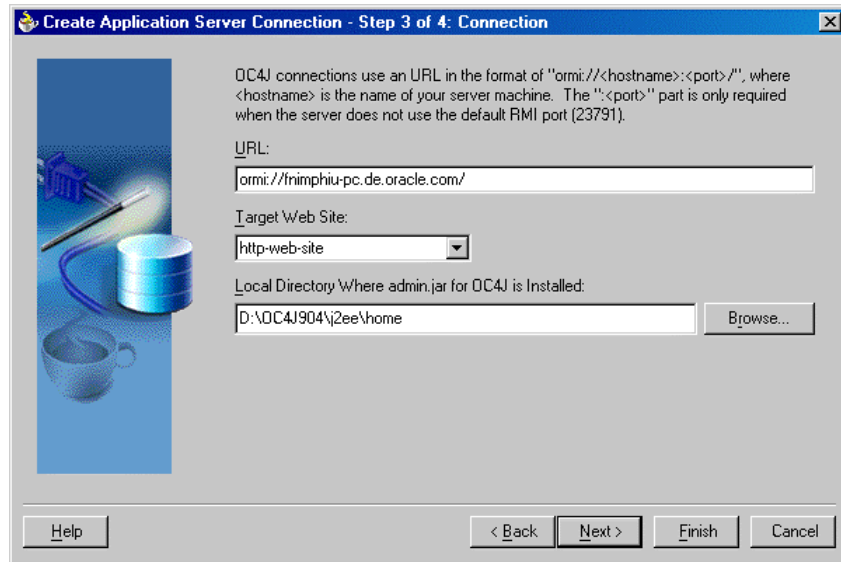 Create Application Server Connection - Step 3 of 4: Connection
OC4J connections use an URL in the format of "ormi://<hostname>:<port>/", where
<hostname> is the name of your server machine.  The ":<port>" part is only required
when the server does not use the default RMI port (23791).
URL:
ormi://fnimphiu-pc.de.oracle.com/
Target Web Site:
http-web-site
Local Directory Where admin.jar for OC4J is Installed:
D:\OC4J904\j2ee\home
Browse...
Help
< Back
Next >
Finish
Cancel